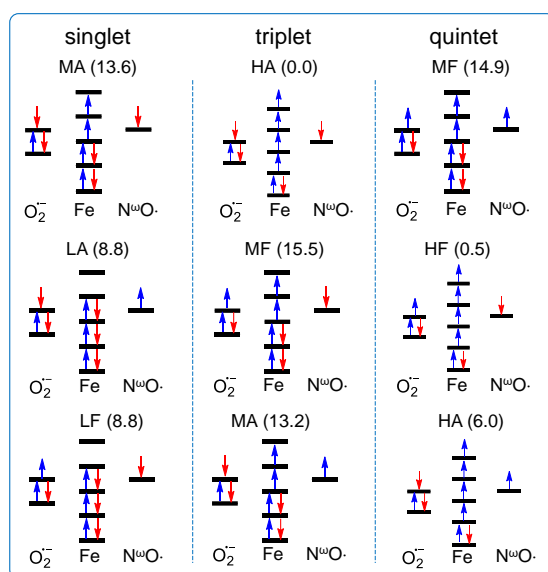 singlet triplet quintet
MA (13.6) HA (0.0) MF (14.9)
O₂•− Fe NωO· O₂•− Fe NωO· O₂•− Fe NωO·
LA (8.8) MF (15.5) HF (0.5)
O₂•− Fe NωO· O₂•− Fe NωO· O₂•− Fe NωO·
LF (8.8) MA (13.2) HA (6.0)
O₂•− Fe NωO· O₂•− Fe NωO· O₂•− Fe NωO·